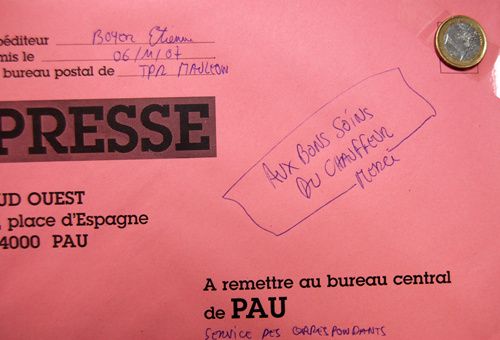 péditeur Boyer Etienne
mis le 06/11/07
bureau postal de TPR MAULEON
PRESSE
UD OUEST
, place d'Espagne
4000 PAU
AUX BONS SOINS
DU CHAUFFEUR
MERCI
A remettre au bureau central
de PAU
SERVICE DES CORRESPONDANTS